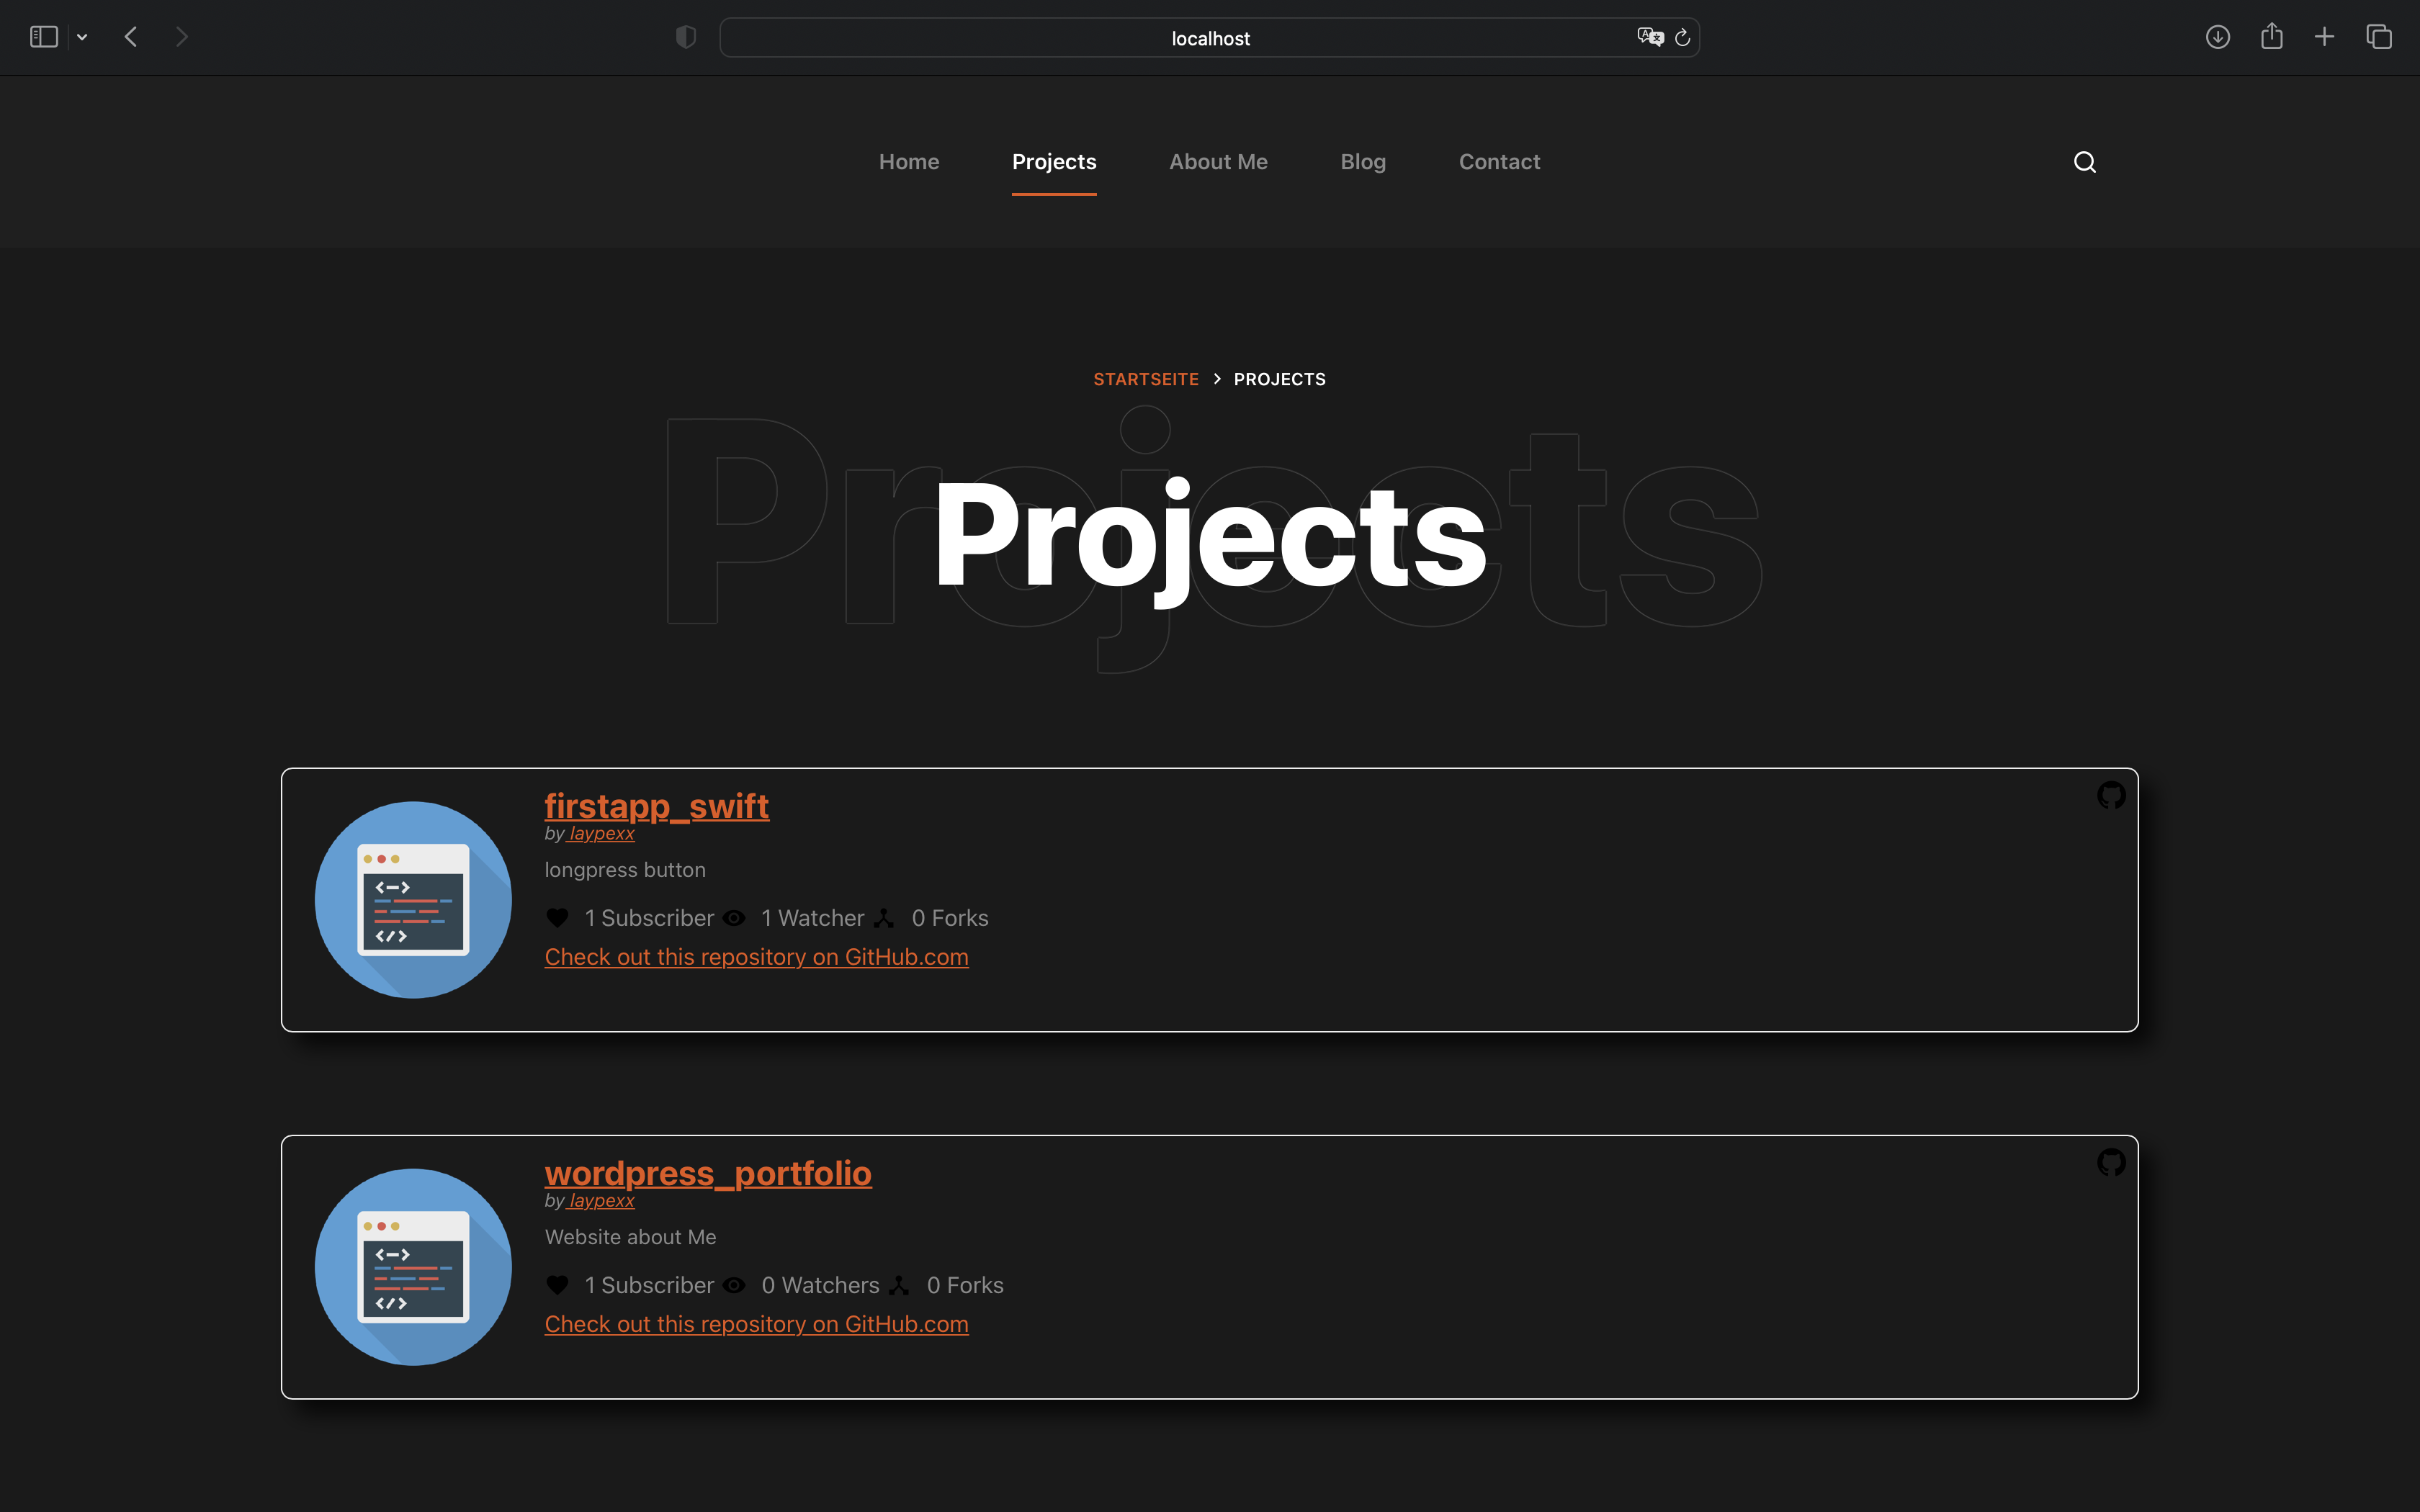 localhost
Home Projects About Me Blog Contact
STARTSEITE > PROJECTS
Projects
Projects
firstapp_swift
by laypexx
longpress button
1 Subscriber 1 Watcher 0 Forks
Check out this repository on GitHub.com
wordpress_portfolio
by laypexx
Website about Me
1 Subscriber 0 Watchers 0 Forks
Check out this repository on GitHub.com